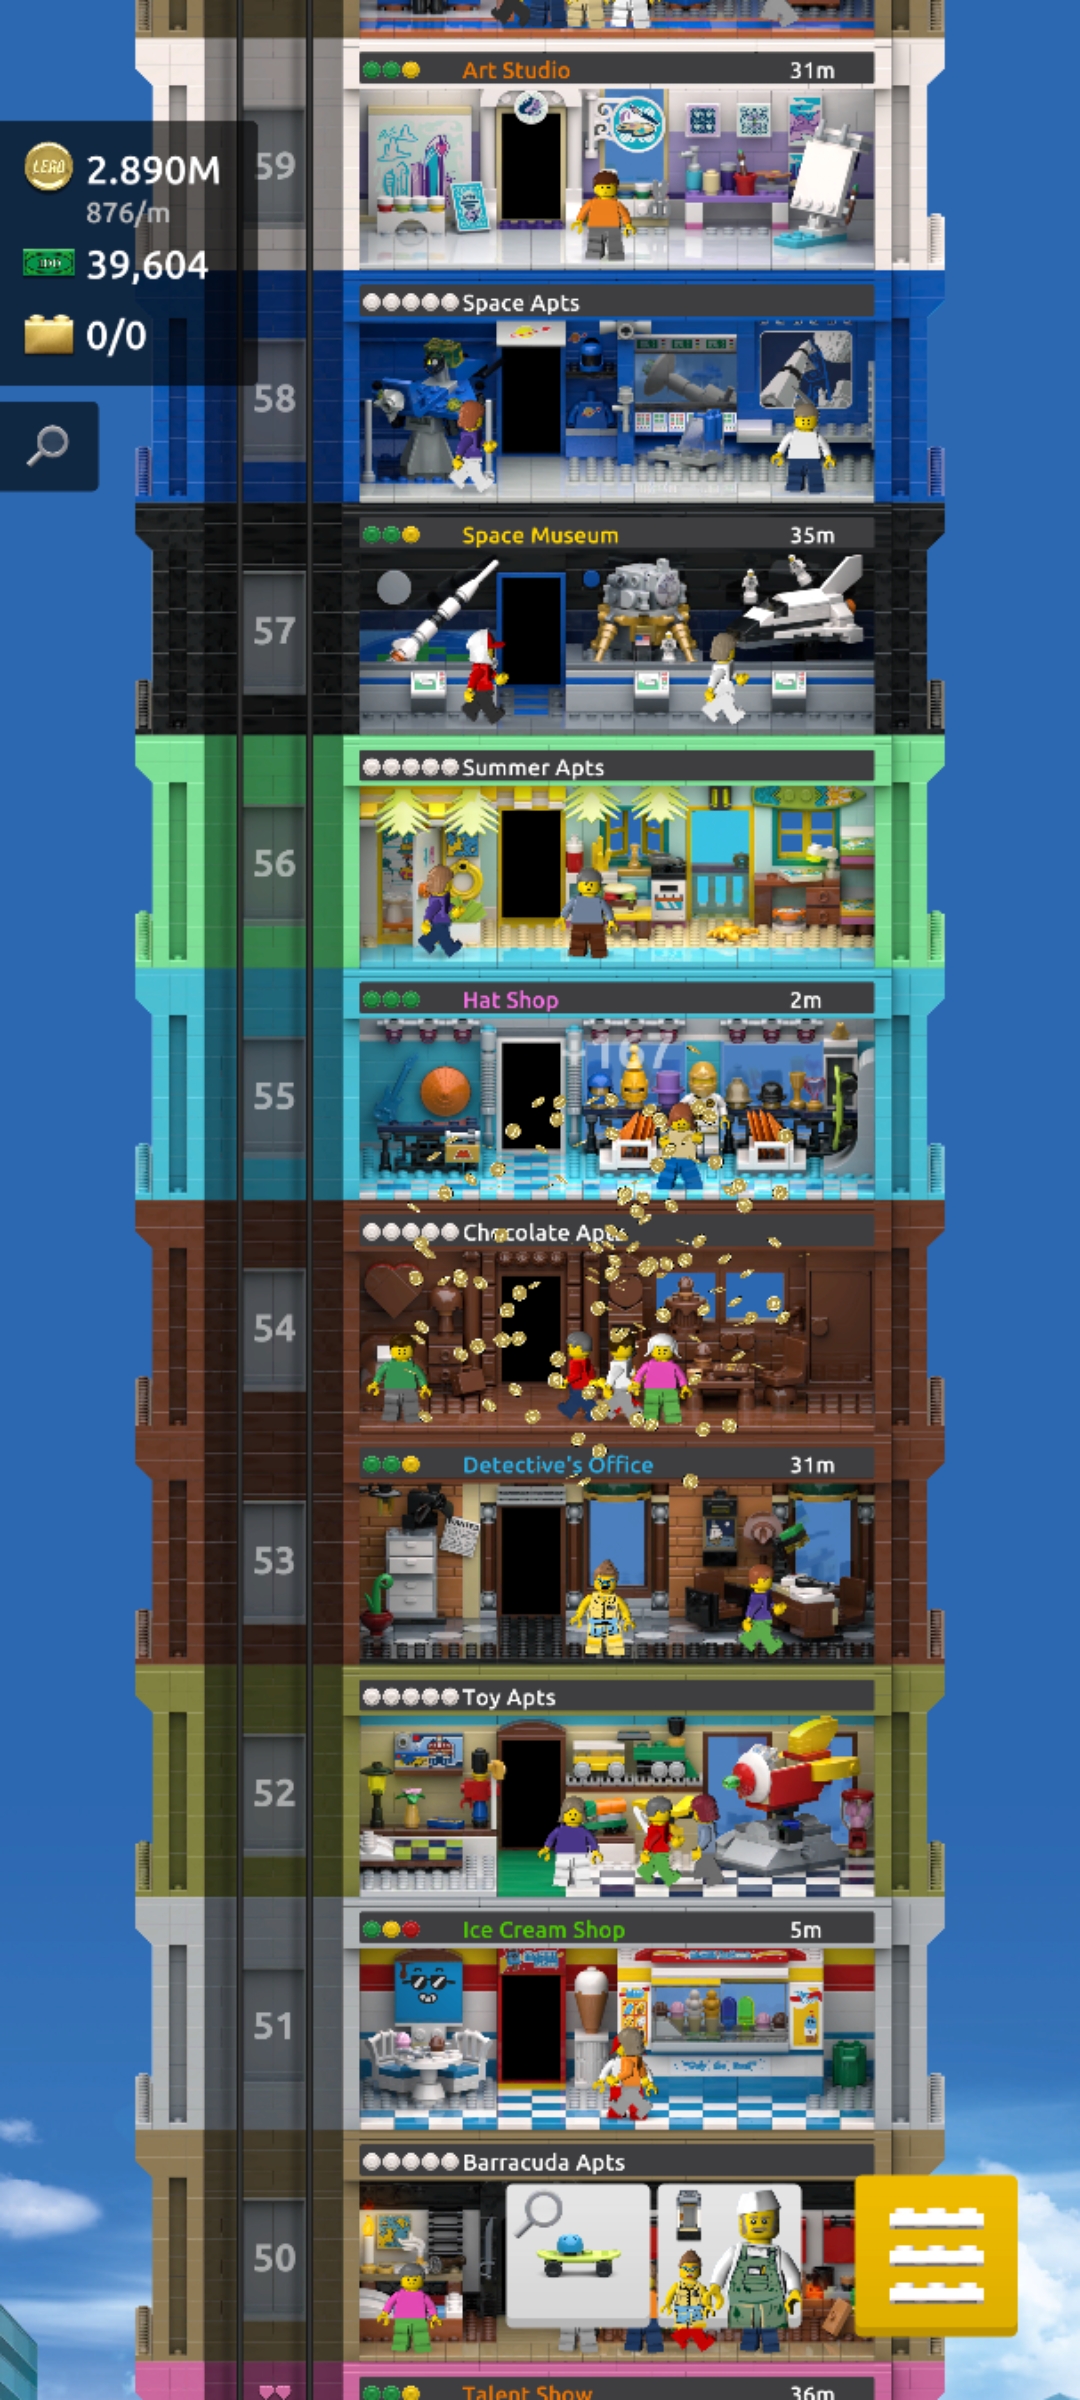 Art Studio 31m
59
LEGO 2.890M
876/m
39,604
0/0
Space Apts
58
Space Museum 35m
57
Summer Apts
56
Hat Shop 2m
+167
55
Chocolate Apts
54
Detective's Office 31m
WANTED
53
Toy Apts
52
Ice Cream Shop 5m
51
Barracuda Apts
50
Talent Show 36m